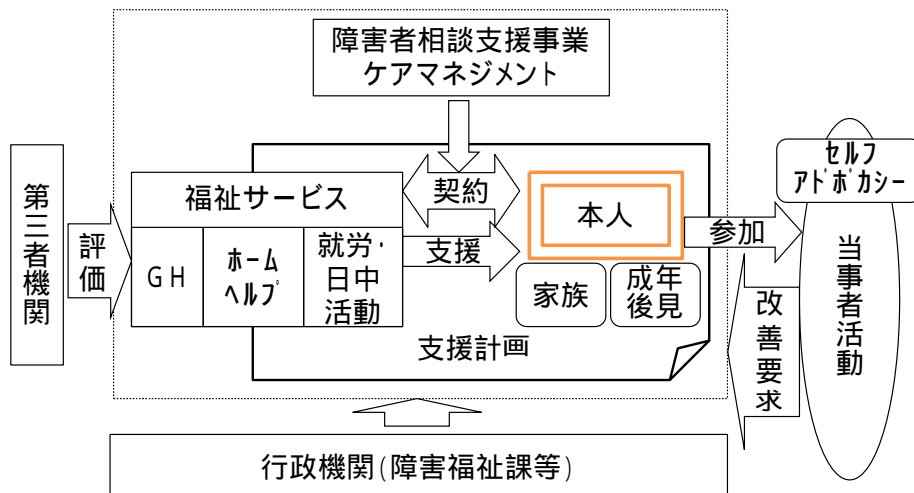 障害者相談支援事業
ケアマネジメント
第三者機関
評価
福祉サービス
GH
ホーム
ヘルプ
就労・
日中
活動
契約
支援
本人
家族
成年
後見
支援計画
参加
改善要求
セルフ
アドボカシー
当事者活動
行政機関(障害福祉課等)